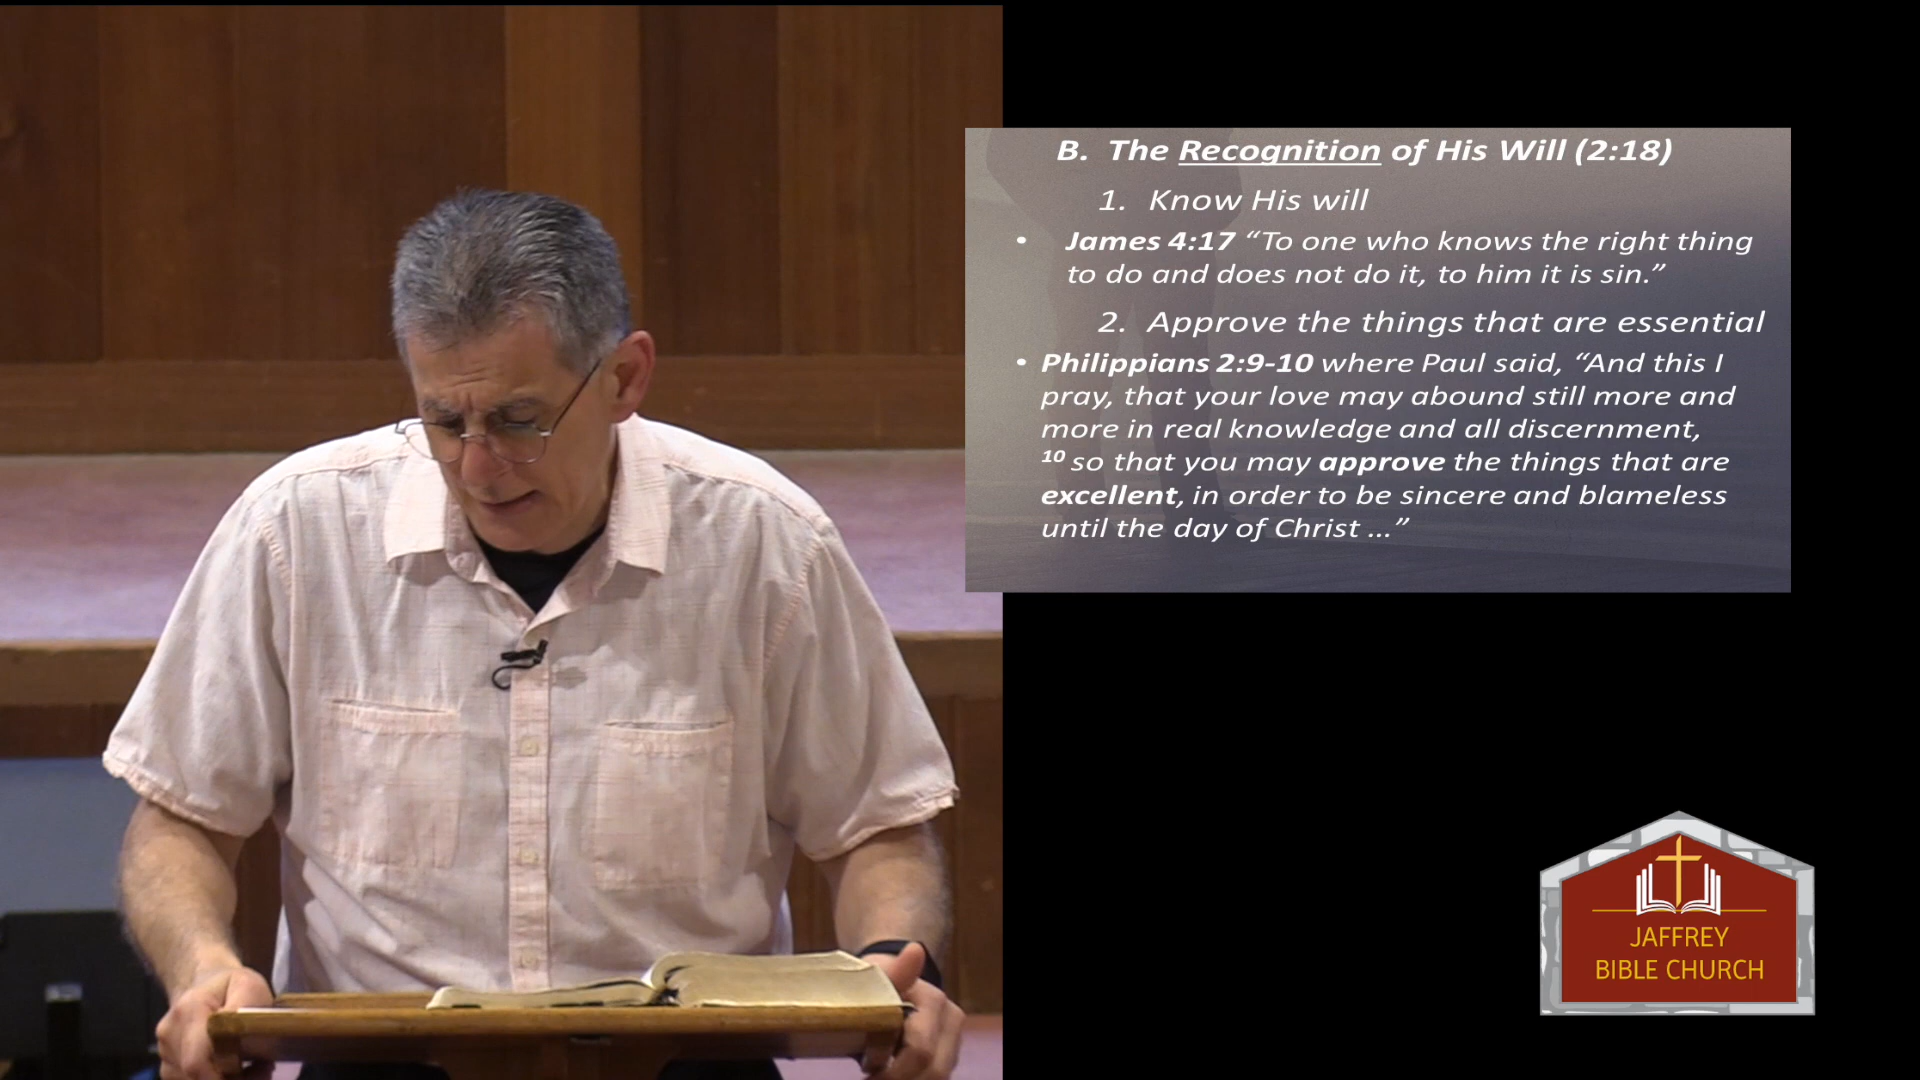 B. The Recognition of His Will (2:18)
1. Know His will
• James 4:17 “To one who knows the right thing
to do and does not do it, to him it is sin.”
2. Approve the things that are essential
• Philippians 2:9-10 where Paul said, “And this I
pray, that your love may abound still more and
more in real knowledge and all discernment,
10 so that you may approve the things that are
excellent, in order to be sincere and blameless
until the day of Christ ...”
JAFFREY
BIBLE CHURCH